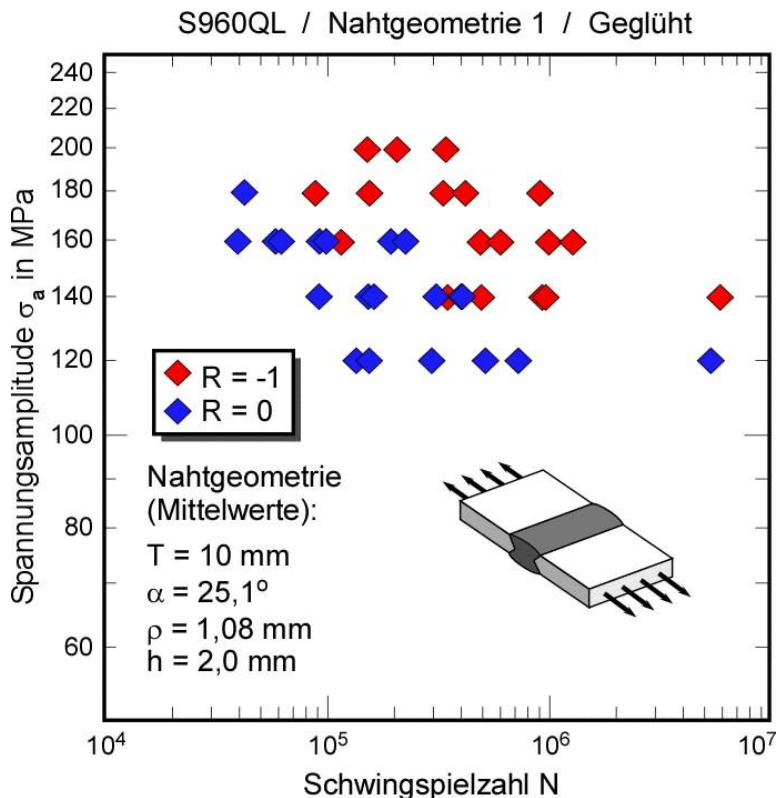 S960QL / Nahtgeometrie 1 / Geglüht
Spannungsamplitude σa in MPa
240
220
200
180
160
140
120
100
80
60
R = -1
R = 0
Nahtgeometrie
(Mittelwerte):
T = 10 mm
α = 25,1º
ρ = 1,08 mm
h = 2,0 mm
10⁴
10⁵
10⁶
10⁷
Schwingspielzahl N